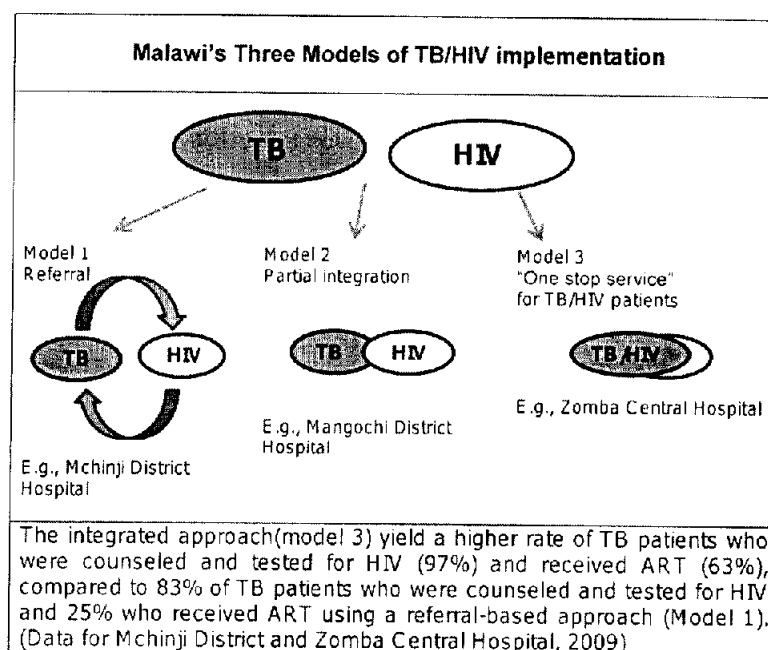 Malawi's Three Models of TB/HIV implementation
TB
HIV
Model 1
Referral
TB
HIV
E.g., Mchinji District
Hospital
Model 2
Partial integration
TB
HIV
E.g., Mangochi District
Hospital
Model 3
"One stop service"
for TB/HIV patients
TB/HIV
E.g., Zomba Central Hospital
The integrated approach(model 3) yield a higher rate of TB patients who
were counseled and tested for HIV (97%) and received ART (63%),
compared to 83% of TB patients who were counseled and tested for HIV
and 25% who received ART using a referral-based approach (Model 1).
(Data for Mchinji District and Zomba Central Hospital, 2009)